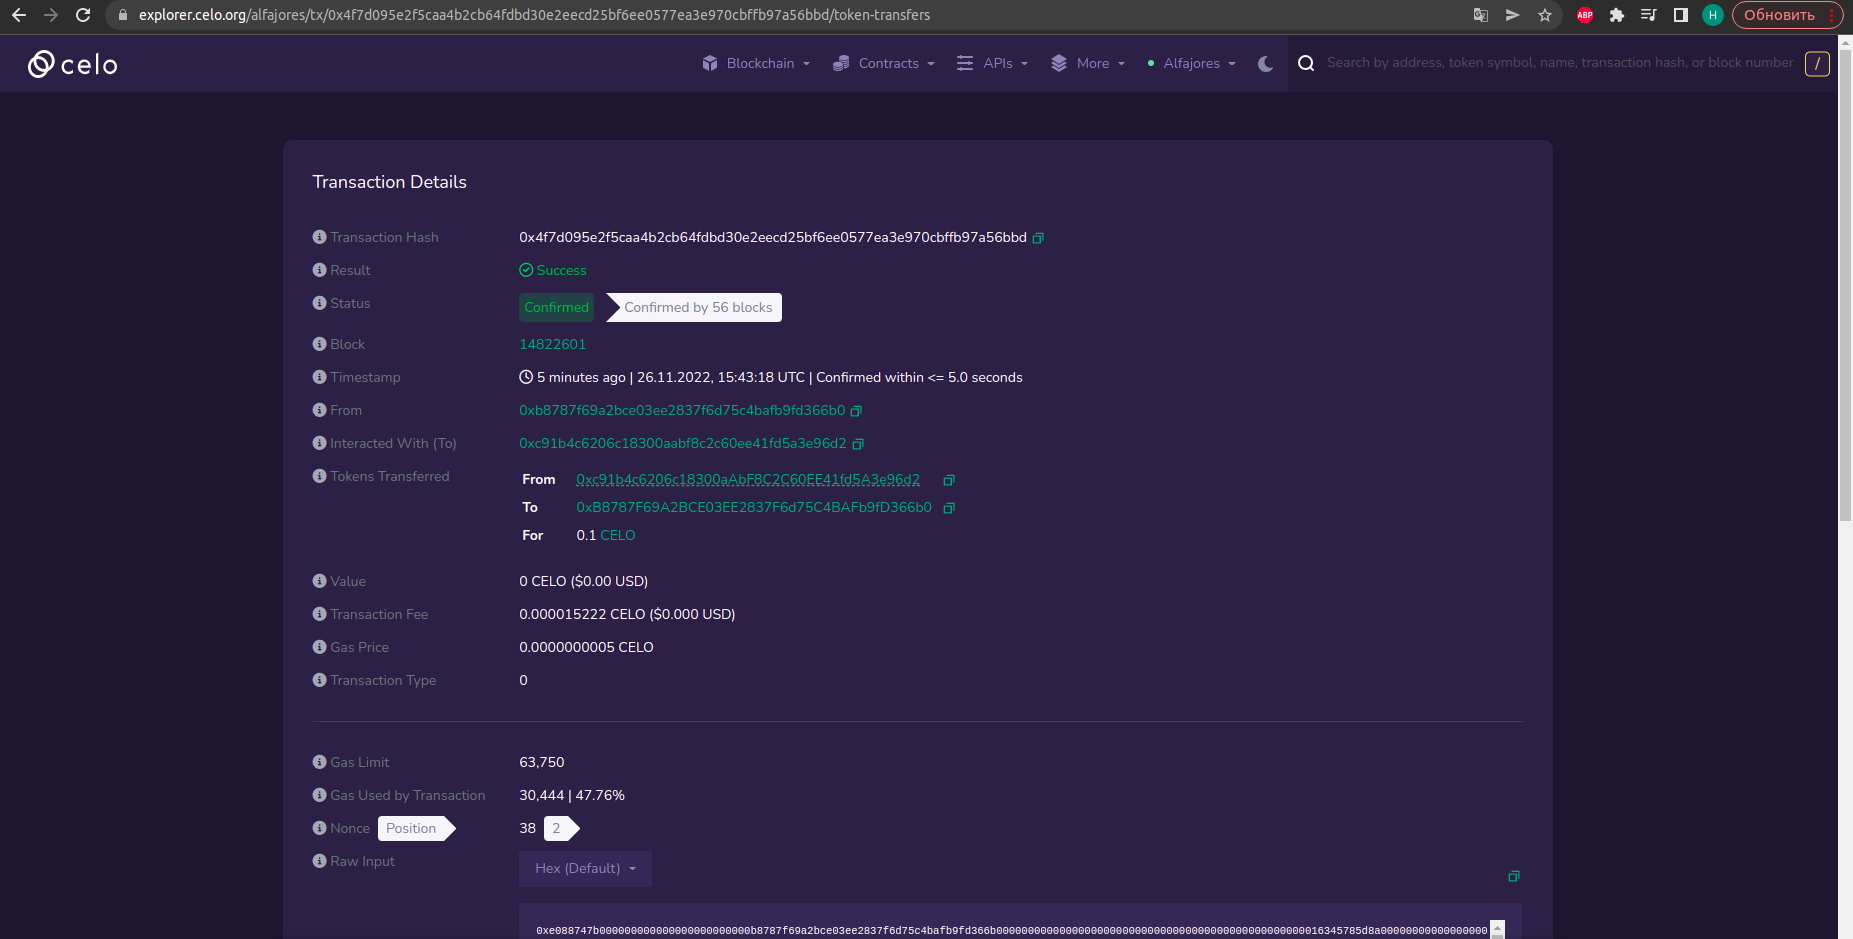 explorer.celo.org/alfajores/tx/0x4f7d095e2f5caa4b2cb64fdbd30e2eecd25bf6ee0577ea3e970cbffb97a56bbd/token-transfers
ABP
H
Обновить
celo
Blockchain
Contracts
APIs
More
Alfajores
Search by address, token symbol, name, transaction hash, or block number
/
Transaction Details
Transaction Hash 0x4f7d095e2f5caa4b2cb64fdbd30e2eecd25bf6ee0577ea3e970cbffb97a56bbd
Result Success
Status Confirmed Confirmed by 56 blocks
Block 14822601
Timestamp 5 minutes ago | 26.11.2022, 15:43:18 UTC | Confirmed within <= 5.0 seconds
From 0xb8787f69a2bce03ee2837f6d75c4bafb9fd366b0
Interacted With (To) 0xc91b4c6206c18300aabf8c2c60ee41fd5a3e96d2
Tokens Transferred From 0xc91b4c6206c18300aAbF8C2C60EE41fd5A3e96d2
To 0xB8787F69A2BCE03EE2837F6d75C4BAFb9fD366b0
For 0.1 CELO
Value 0 CELO ($0.00 USD)
Transaction Fee 0.000015222 CELO ($0.000 USD)
Gas Price 0.0000000005 CELO
Transaction Type 0
Gas Limit 63,750
Gas Used by Transaction 30,444 | 47.76%
Nonce Position 38 2
Raw Input Hex (Default)